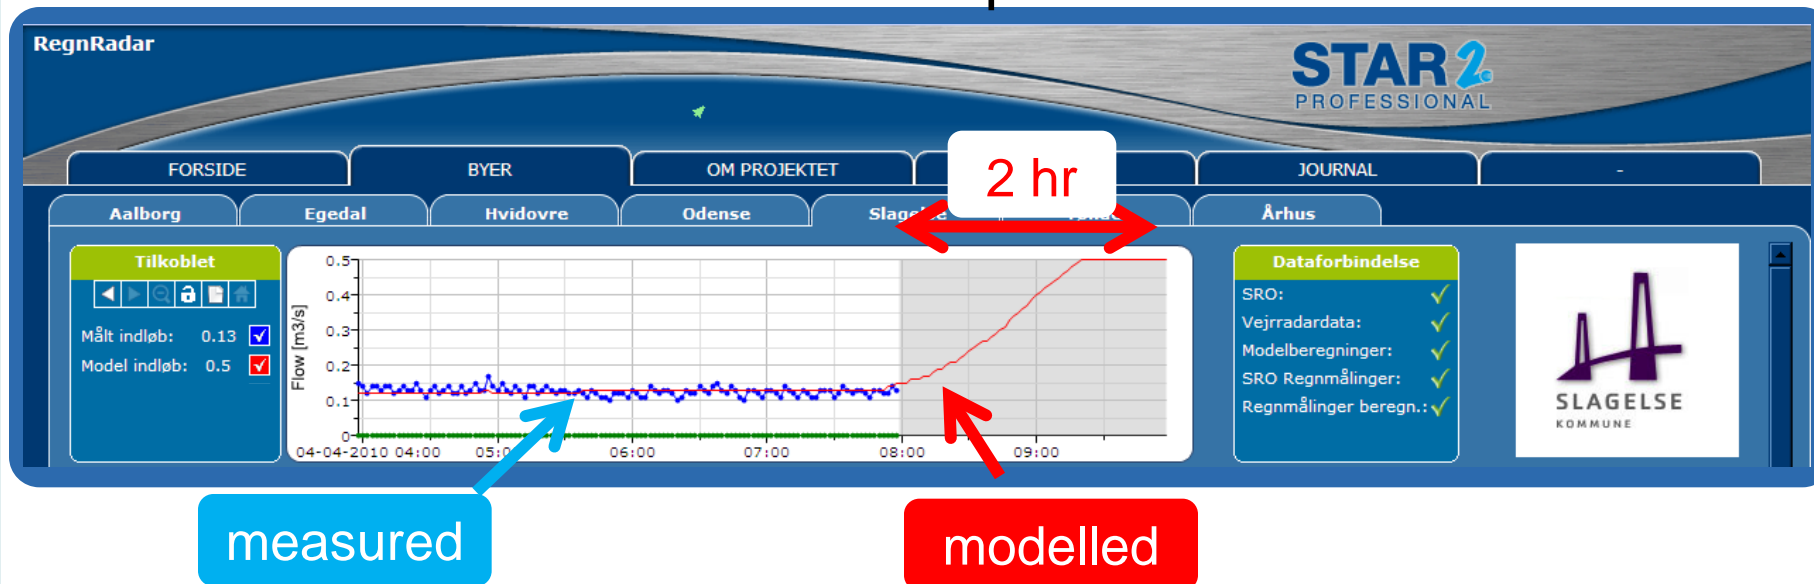 RegnRadar
STAR 2.
PROFESSIONAL
FORSIDE BYER OM PROJEKTET JOURNAL -
2 hr
Aalborg Egedal Hvidovre Odense Slagelse Århus
Tilkoblet
Målt indløb: 0.13
Model indløb: 0.5
Flow [m3/s]
0.5
0.4
0.3
0.2
0.1
0
04-04-2010 04:00 05:0 06:00 07:00 08:00 09:00
Dataforbindelse
SRO:
Vejrradardata:
Modelberegninger:
SRO Regnmålinger:
Regnmålinger beregn.:
SLAGELSE
KOMMUNE
measured
modelled